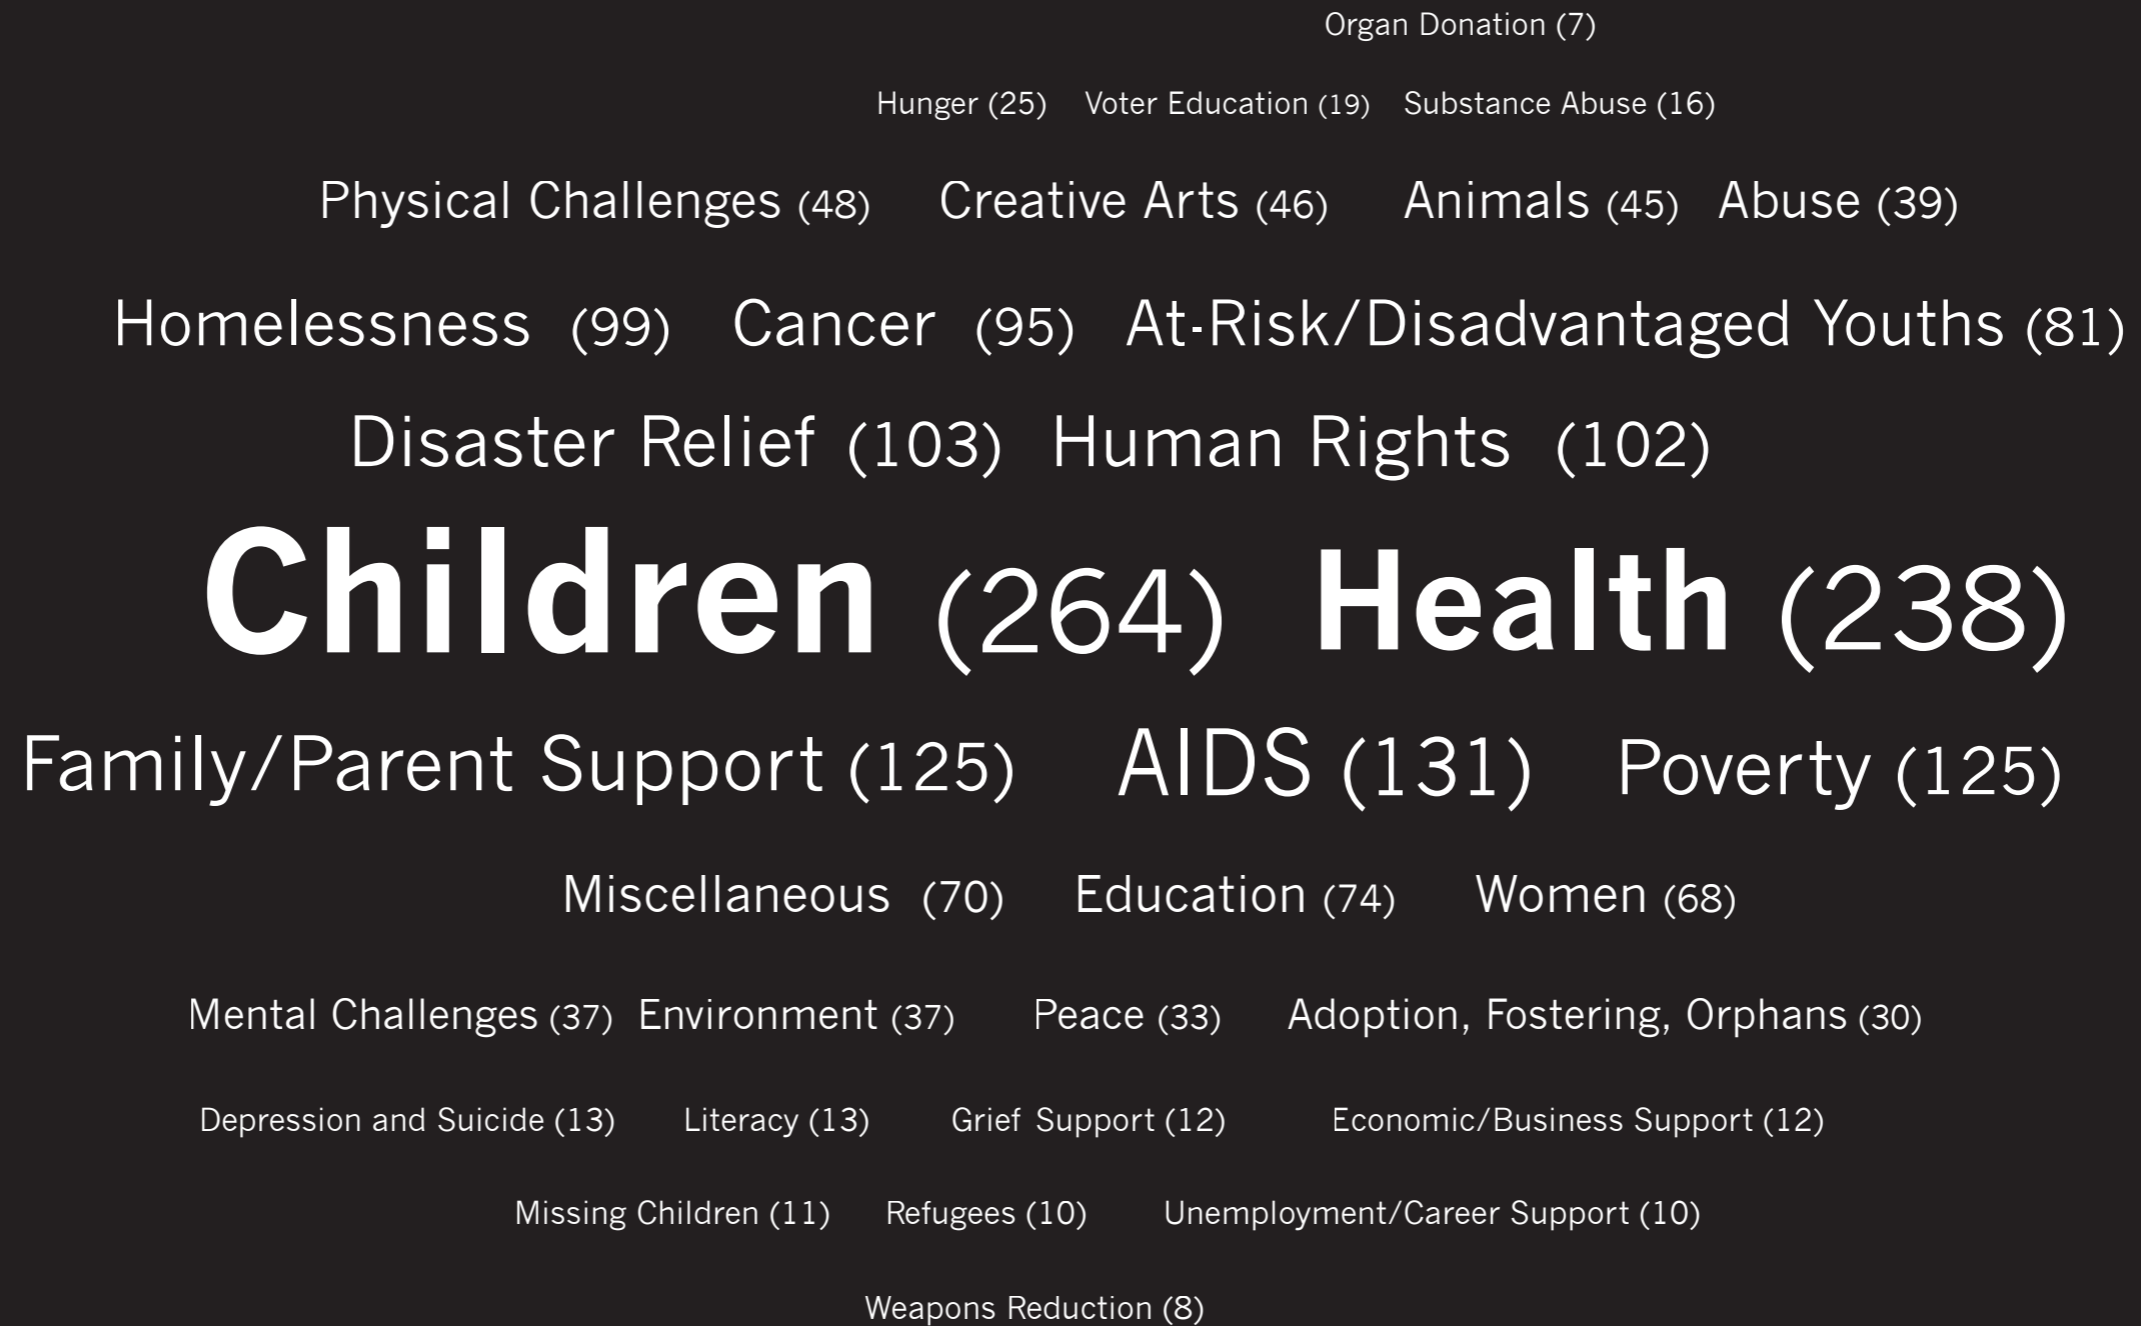 Organ Donation (7)
Hunger (25) Voter Education (19) Substance Abuse (16)
Physical Challenges (48) Creative Arts (46) Animals (45) Abuse (39)
Homelessness (99) Cancer (95) At-Risk/Disadvantaged Youths (81)
Disaster Relief (103) Human Rights (102)
Children (264) Health (238)
Family/Parent Support (125) AIDS (131) Poverty (125)
Miscellaneous (70) Education (74) Women (68)
Mental Challenges (37) Environment (37) Peace (33) Adoption, Fostering, Orphans (30)
Depression and Suicide (13) Literacy (13) Grief Support (12) Economic/Business Support (12)
Missing Children (11) Refugees (10) Unemployment/Career Support (10)
Weapons Reduction (8)